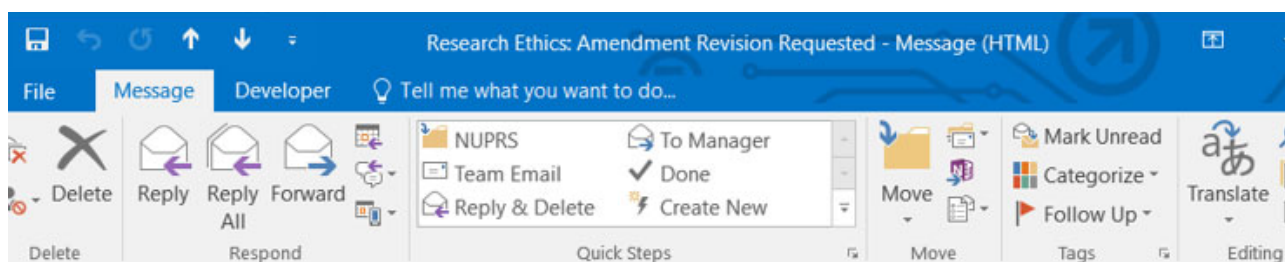 Research Ethics: Amendment Revision Requested - Message (HTML)
File Message Developer Tell me what you want to do...
NUPRS To Manager Mark Unread
Team Email Done Categorize
Reply & Delete Create New Follow Up
Delete Reply Reply All Forward Move Translate
Delete Respond Quick Steps Move Tags Editing